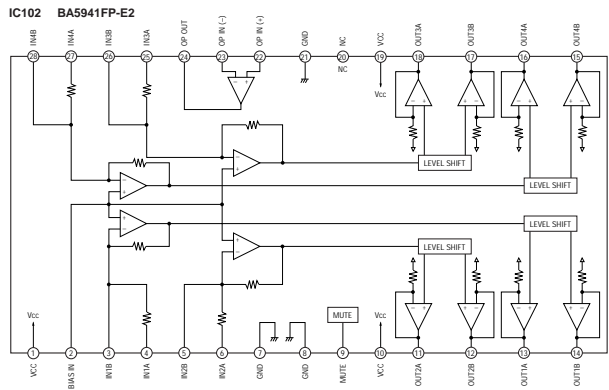 IC102 BA5941FP-E2
IN4B
IN4A
IN3B
IN3A
OP OUT
OP IN (–)
OP IN (+)
GND
NC
VCC
OUT3A
OUT3B
OUT4A
OUT4B
28
27
26
25
24
23
22
21
20
19
18
17
16
15
NC
Vcc
LEVEL SHIFT
LEVEL SHIFT
LEVEL SHIFT
LEVEL SHIFT
Vcc
MUTE
Vcc
1
2
3
4
5
6
7
8
9
10
11
12
13
14
VCC
BIAS IN
IN1B
IN1A
IN2B
IN2A
GND
GND
MUTE
VCC
OUT2A
OUT2B
OUT1A
OUT1B